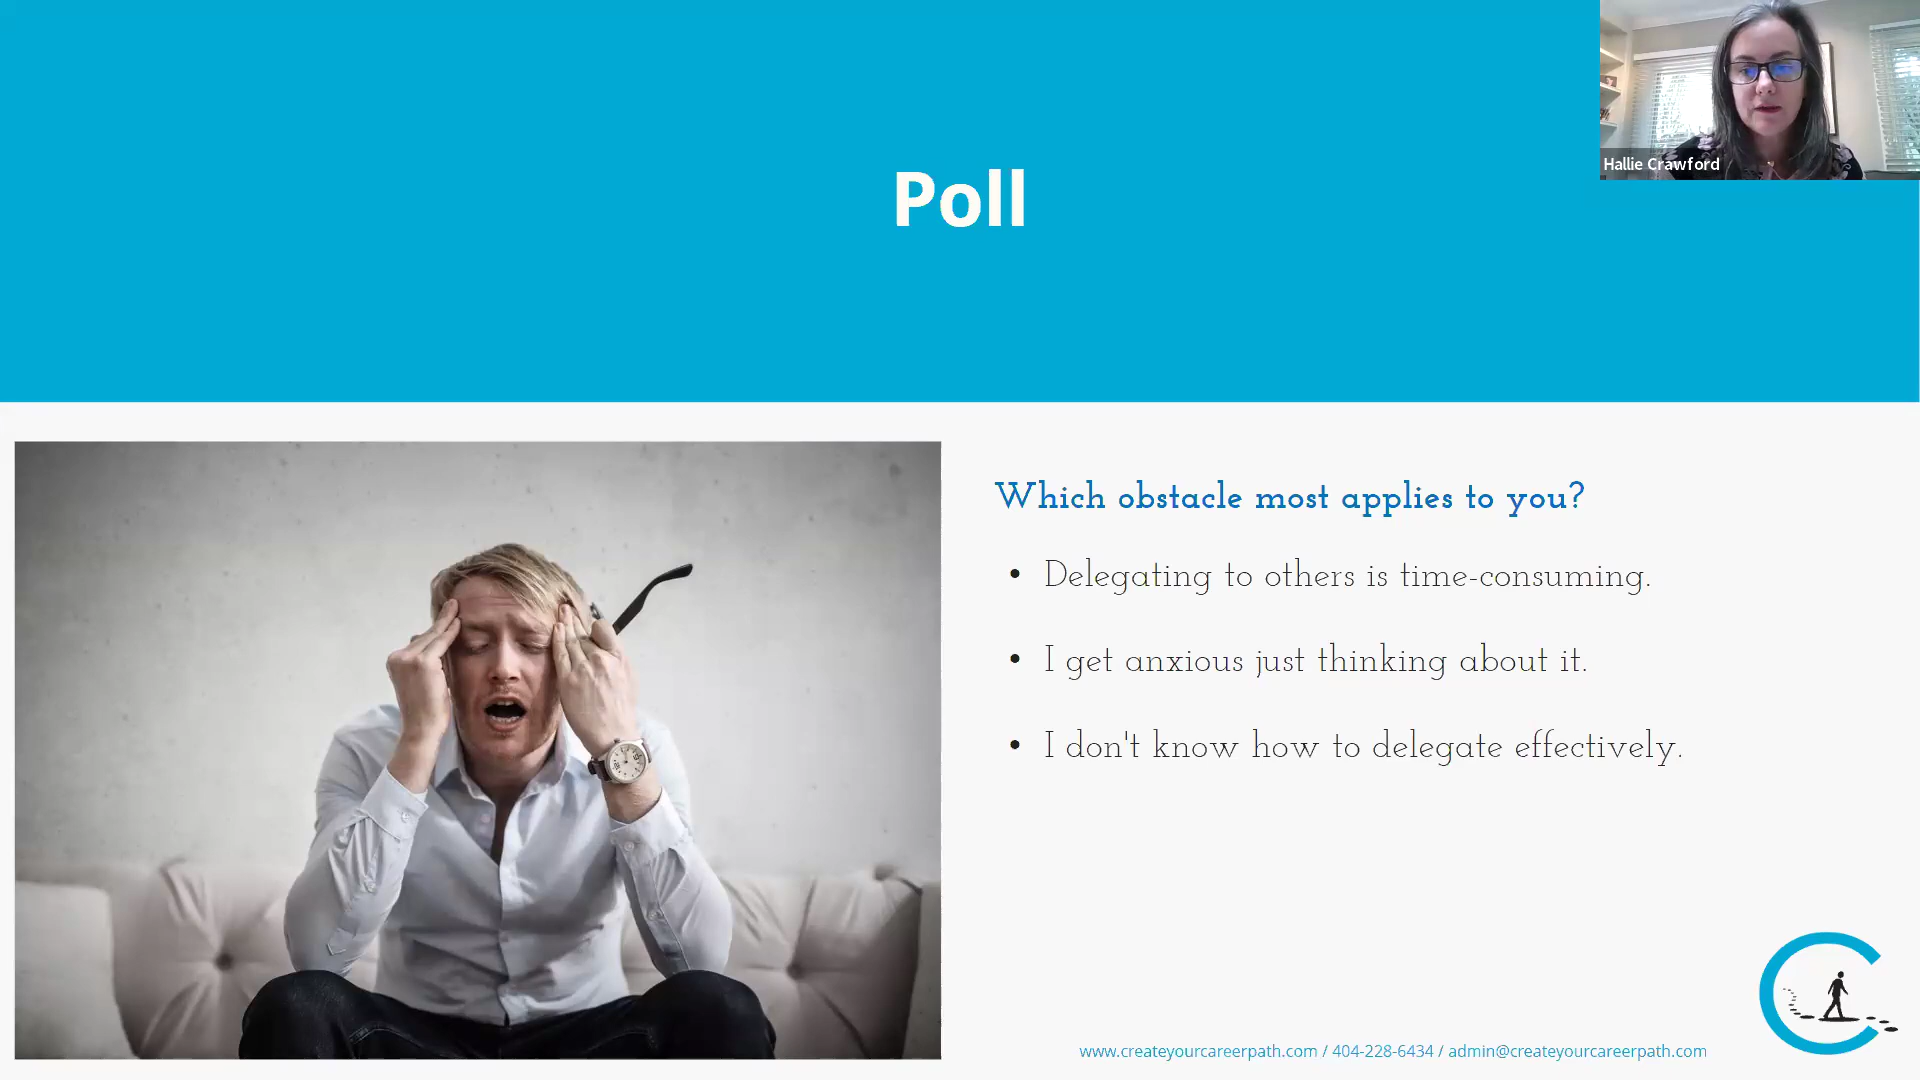 Hallie Crawford
Poll
Which obstacle most applies to you?
• Delegating to others is time-consuming.
• I get anxious just thinking about it.
• I don't know how to delegate effectively.
www.createyourcareerpath.com / 404-228-6434 / admin@createyourcareerpath.com